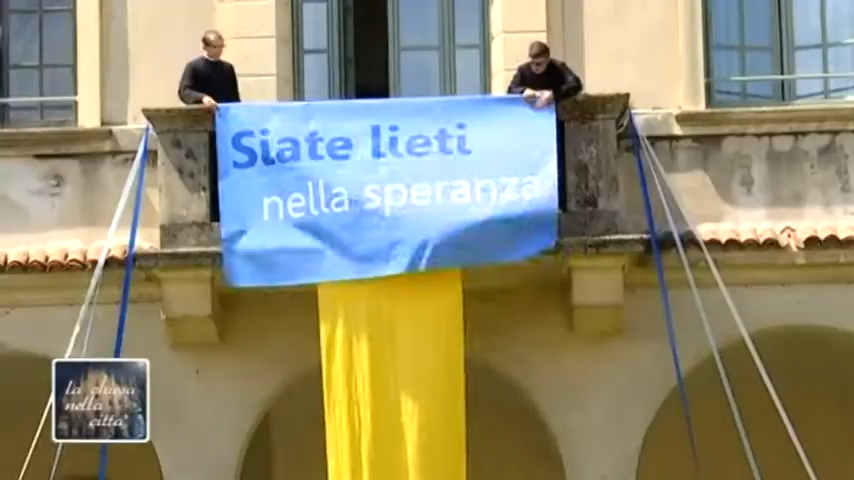 Siate lieti
nella speranza
la chiesa
nella
città